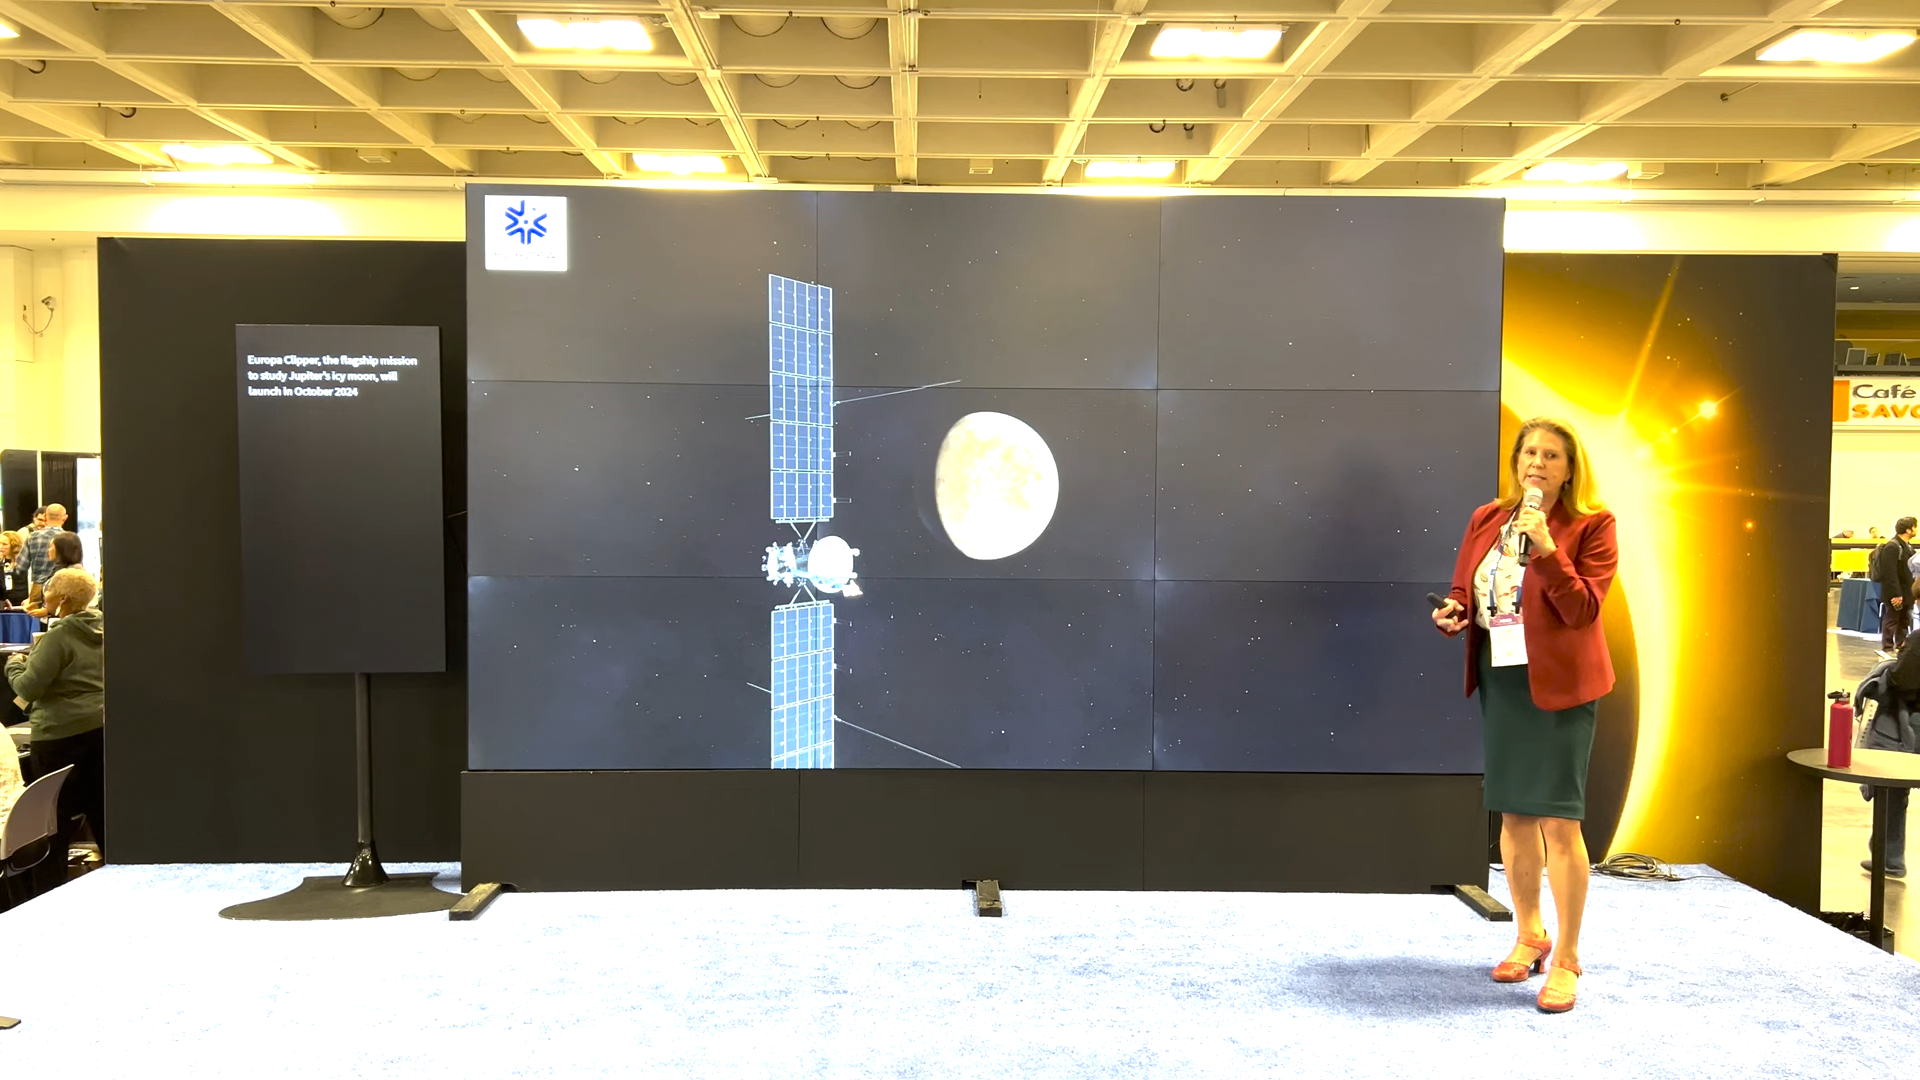 Europa Clipper, the flagship mission
to study Jupiter's icy moon, will
launch in October 2024
Café